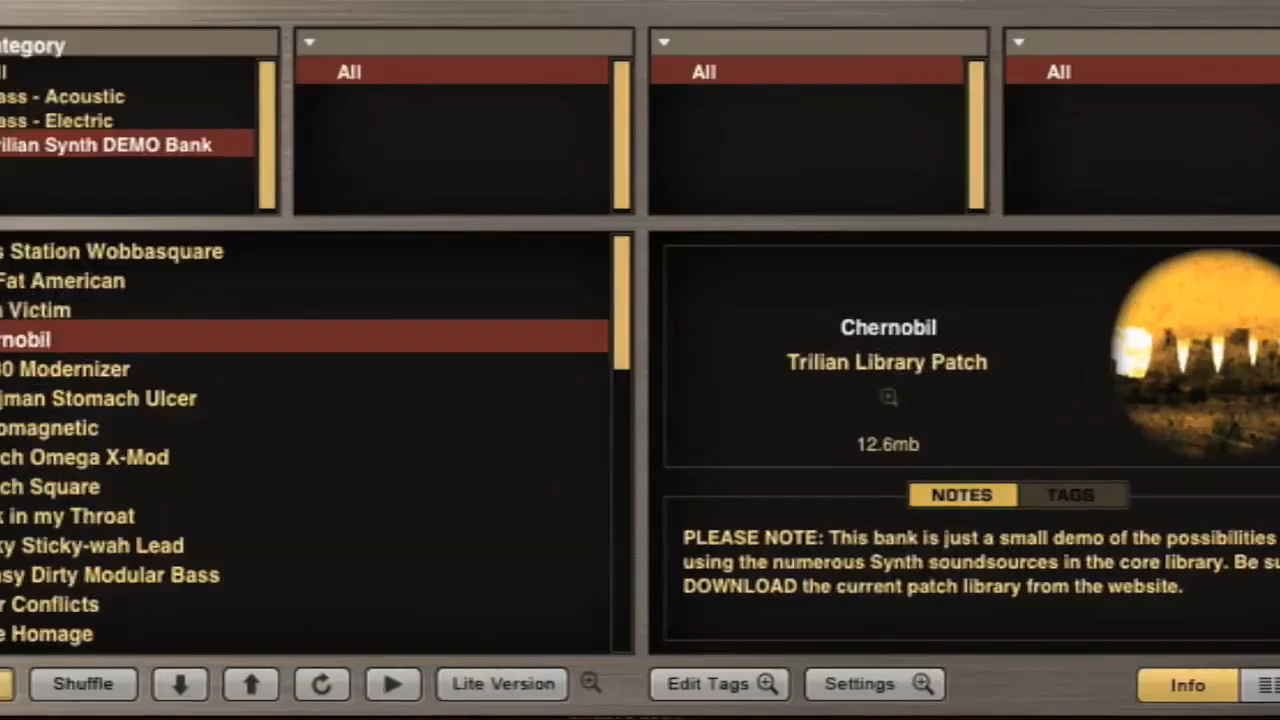 tegory
All
All
All
ll
ass - Acoustic
ass - Electric
rilian Synth DEMO Bank
s Station Wobbasquare
Fat American
Victim
rnobil
30 Modernizer
jman Stomach Ulcer
omagnetic
ch Omega X-Mod
ch Square
k in my Throat
ky Sticky-wah Lead
asy Dirty Modular Bass
r Conflicts
e Homage
Chernobil
Trilian Library Patch
12.6mb
NOTES TAGS
PLEASE NOTE: This bank is just a small demo of the possibilities
using the numerous Synth soundsources in the core library. Be su
DOWNLOAD the current patch library from the website.
Shuffle
Lite Version
Edit Tags
Settings
Info